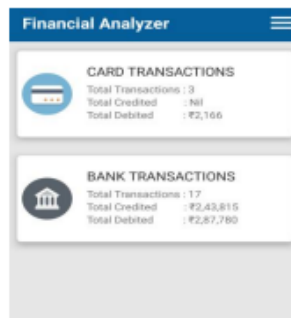 Financial Analyzer
CARD TRANSACTIONS
Total Transactions : 3
Total Credited : Nil
Total Debited : ₹2,166
BANK TRANSACTIONS
Total Transactions : 17
Total Credited : ₹2,43,815
Total Debited : ₹2,87,780